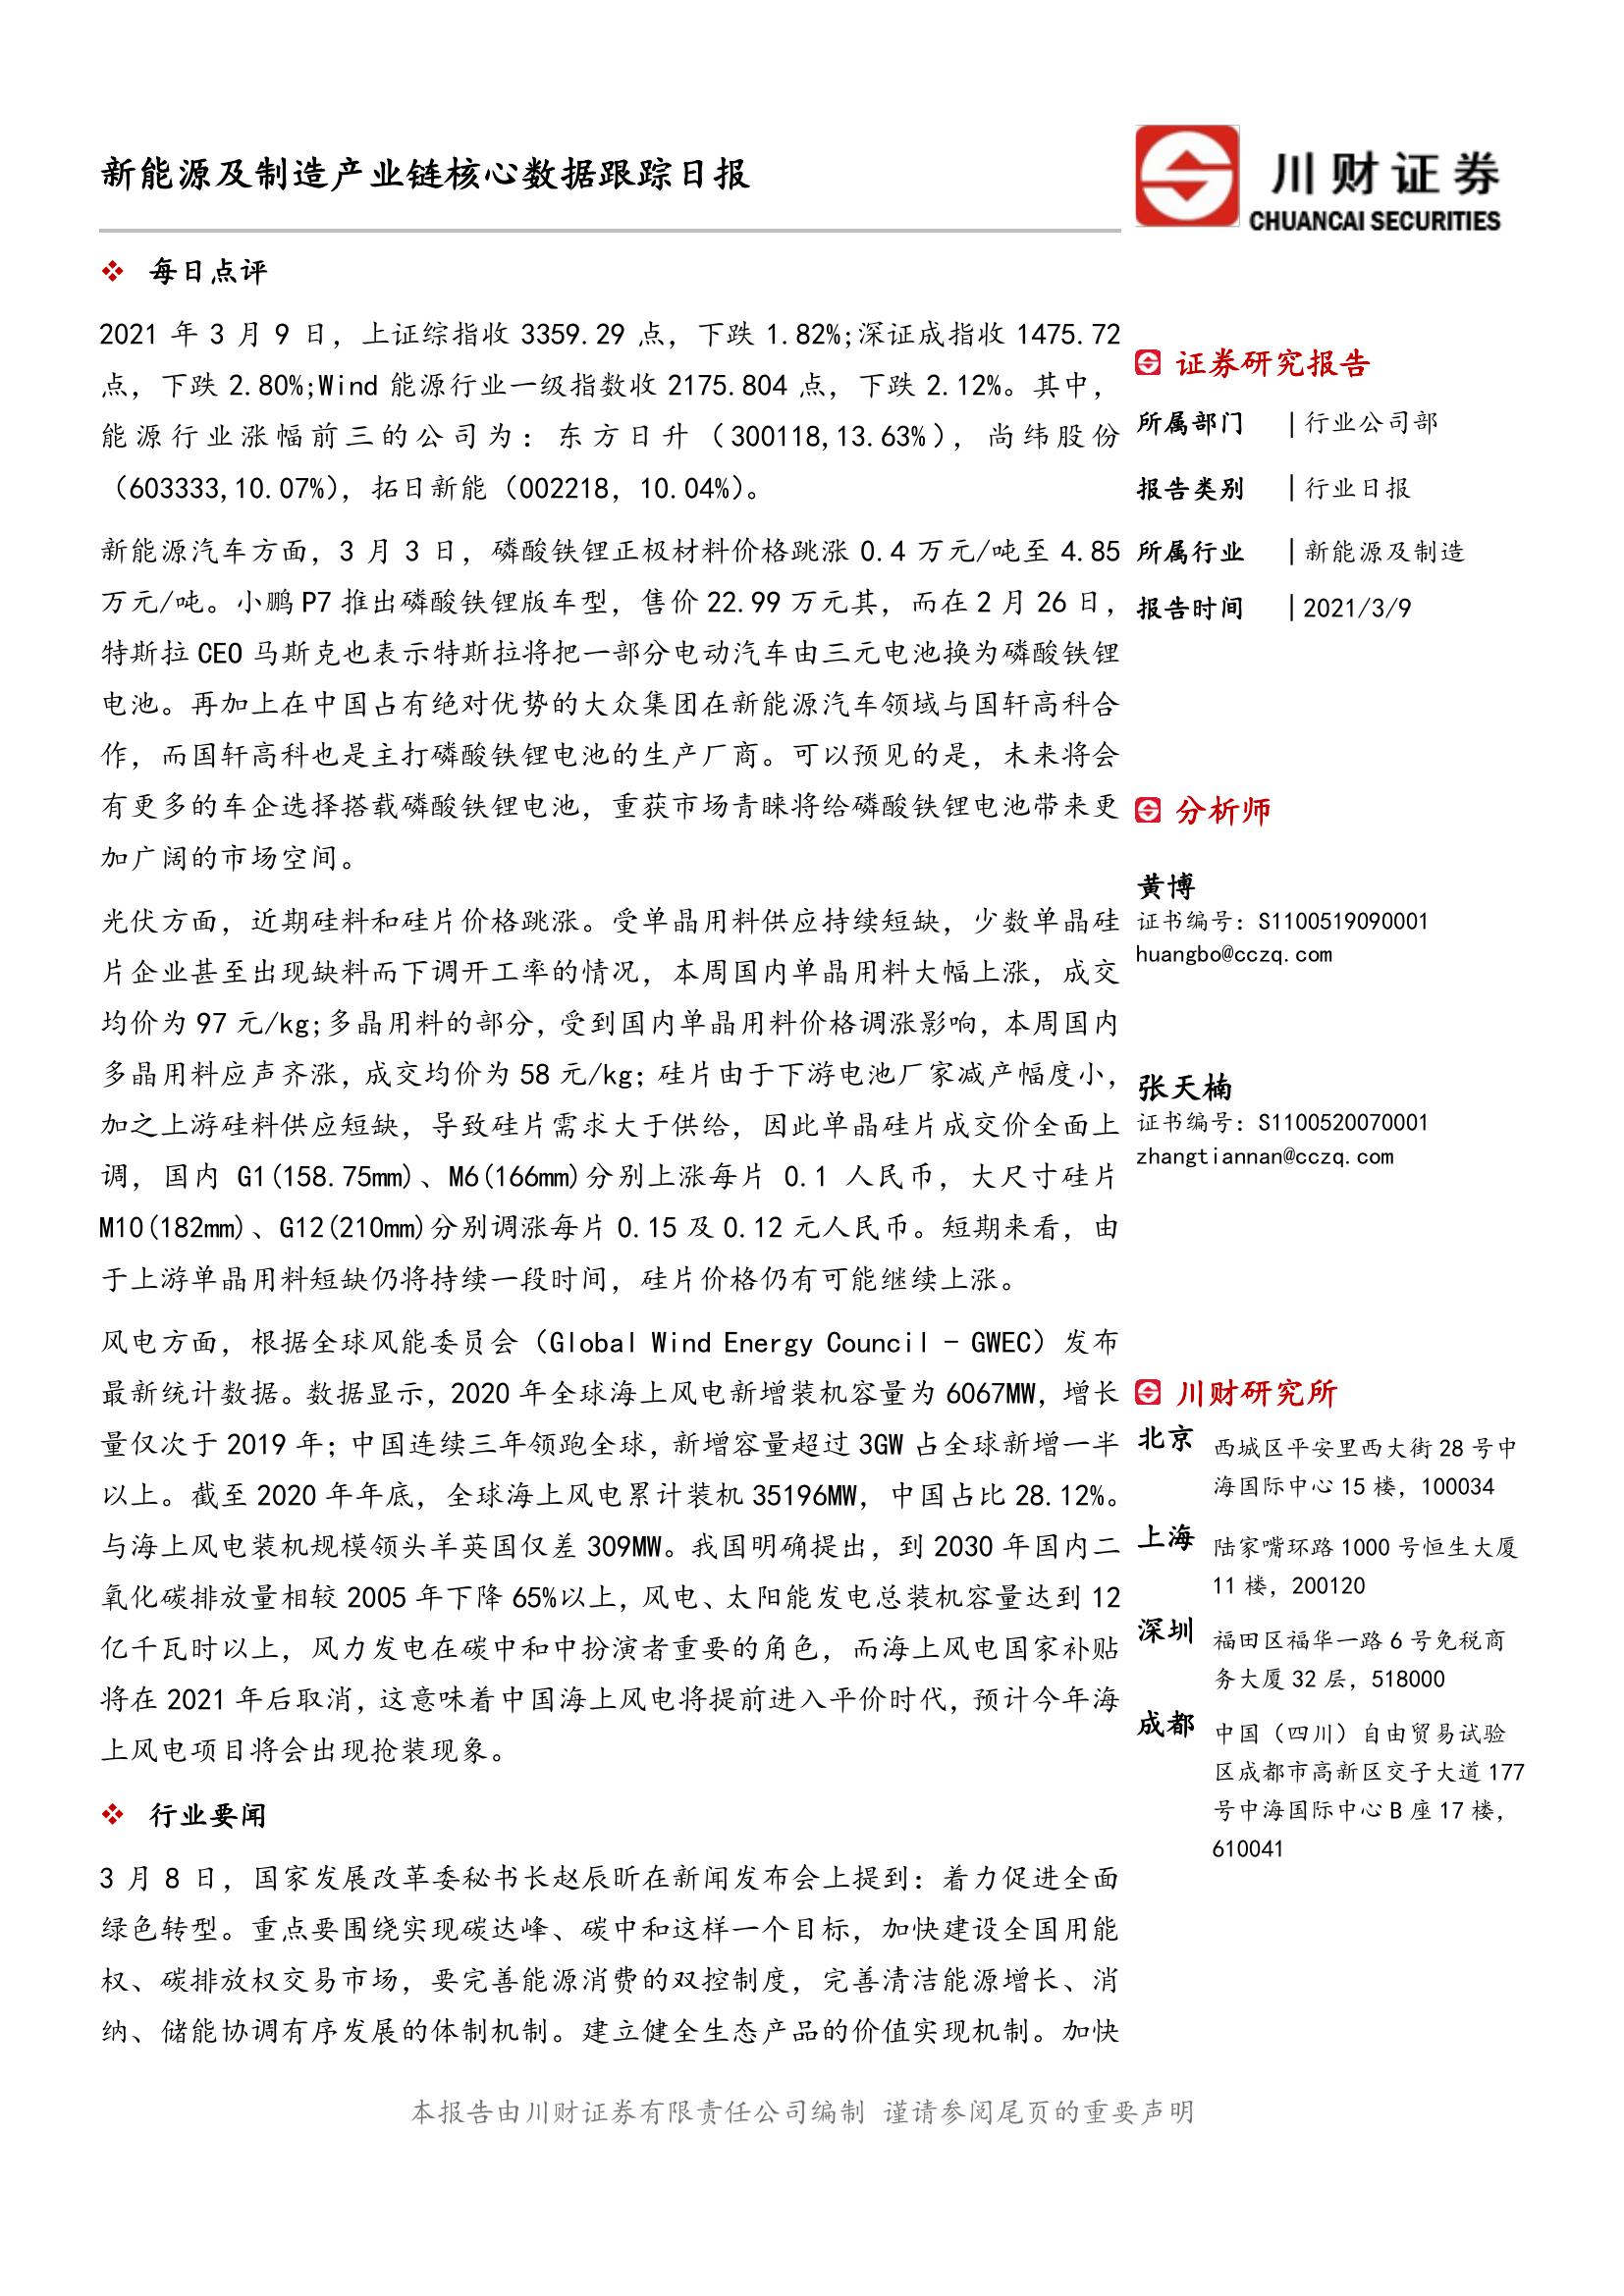 新能源及制造产业链核心数据跟踪日报
川财证券
CHUANCAI SECURITIES
❖ 每日点评
2021 年 3 月 9 日，上证综指收 3359.29 点，下跌 1.82%;深证成指收 1475.72
点，下跌 2.80%;Wind 能源行业一级指数收 2175.804 点，下跌 2.12%。其中，
能源行业涨幅前三的公司为：东方日升（300118,13.63%），尚纬股份
（603333,10.07%），拓日新能（002218, 10.04%）。
新能源汽车方面，3 月 3 日，磷酸铁锂正极材料价格跳涨 0.4 万元/吨至 4.85
万元/吨。小鹏 P7 推出磷酸铁锂版车型，售价 22.99 万元其，而在 2 月 26 日，
特斯拉 CEO 马斯克也表示特斯拉将把一部分电动汽车由三元电池换为磷酸铁锂
电池。再加上在中国占有绝对优势的大众集团在新能源汽车领域与国轩高科合
作，而国轩高科也是主打磷酸铁锂电池的生产厂商。可以预见的是，未来将会
有更多的车企选择搭载磷酸铁锂电池，重获市场青睐将给磷酸铁锂电池带来更
加广阔的市场空间。
光伏方面，近期硅料和硅片价格跳涨。受单晶用料供应持续短缺，少数单晶硅
片企业甚至出现缺料而下调开工率的情况，本周国内单晶用料大幅上涨，成交
均价为 97 元/kg;多晶用料的部分，受到国内单晶用料价格调涨影响，本周国内
多晶用料应声齐涨，成交均价为 58 元/kg；硅片由于下游电池厂家减产幅度小，
加之上游硅料供应短缺，导致硅片需求大于供给，因此单晶硅片成交价全面上
调，国内 G1(158.75mm)、M6(166mm)分别上涨每片 0.1 人民币，大尺寸硅片
M10(182mm)、G12(210mm)分别调涨每片 0.15 及 0.12 元人民币。短期来看，由
于上游单晶用料短缺仍将持续一段时间，硅片价格仍有可能继续上涨。
风电方面，根据全球风能委员会（Global Wind Energy Council - GWEC）发布
最新统计数据。数据显示，2020 年全球海上风电新增装机容量为 6067MW，增长
量仅次于 2019 年；中国连续三年领跑全球，新增容量超过 3GW 占全球新增一半
以上。截至 2020 年年底，全球海上风电累计装机 35196MW，中国占比 28.12%。
与海上风电装机规模领头羊英国仅差 309MW。我国明确提出，到 2030 年国内二
氧化碳排放量相较 2005 年下降 65%以上，风电、太阳能发电总装机容量达到 12
亿千瓦时以上，风力发电在碳中和中扮演者重要的角色，而海上风电国家补贴
将在 2021 年后取消，这意味着中国海上风电将提前进入平价时代，预计今年海
上风电项目将会出现抢装现象。
❖ 行业要闻
3 月 8 日，国家发展改革委秘书长赵辰昕在新闻发布会上提到：着力促进全面
绿色转型。重点要围绕实现碳达峰、碳中和这样一个目标，加快建设全国用能
权、碳排放权交易市场，要完善能源消费的双控制度，完善清洁能源增长、消
纳、储能协调有序发展的体制机制。建立健全生态产品的价值实现机制。加快
证券研究报告
所属部门 | 行业公司部
报告类别 | 行业日报
所属行业 | 新能源及制造
报告时间 | 2021/3/9
分析师
黄博
证书编号：S1100519090001
huangbo@cczq.com
张天楠
证书编号：S1100520070001
zhangtiannan@cczq.com
川财研究所
北京 西城区平安里西大街 28 号中
海国际中心 15 楼，100034
上海 陆家嘴环路 1000 号恒生大厦
11 楼，200120
深圳 福田区福华一路 6 号免税商
务大厦 32 层，518000
成都 中国（四川）自由贸易试验
区成都市高新区交子大道 177
号中海国际中心 B 座 17 楼，
610041
本报告由川财证券有限责任公司编制 谨请参阅尾页的重要声明